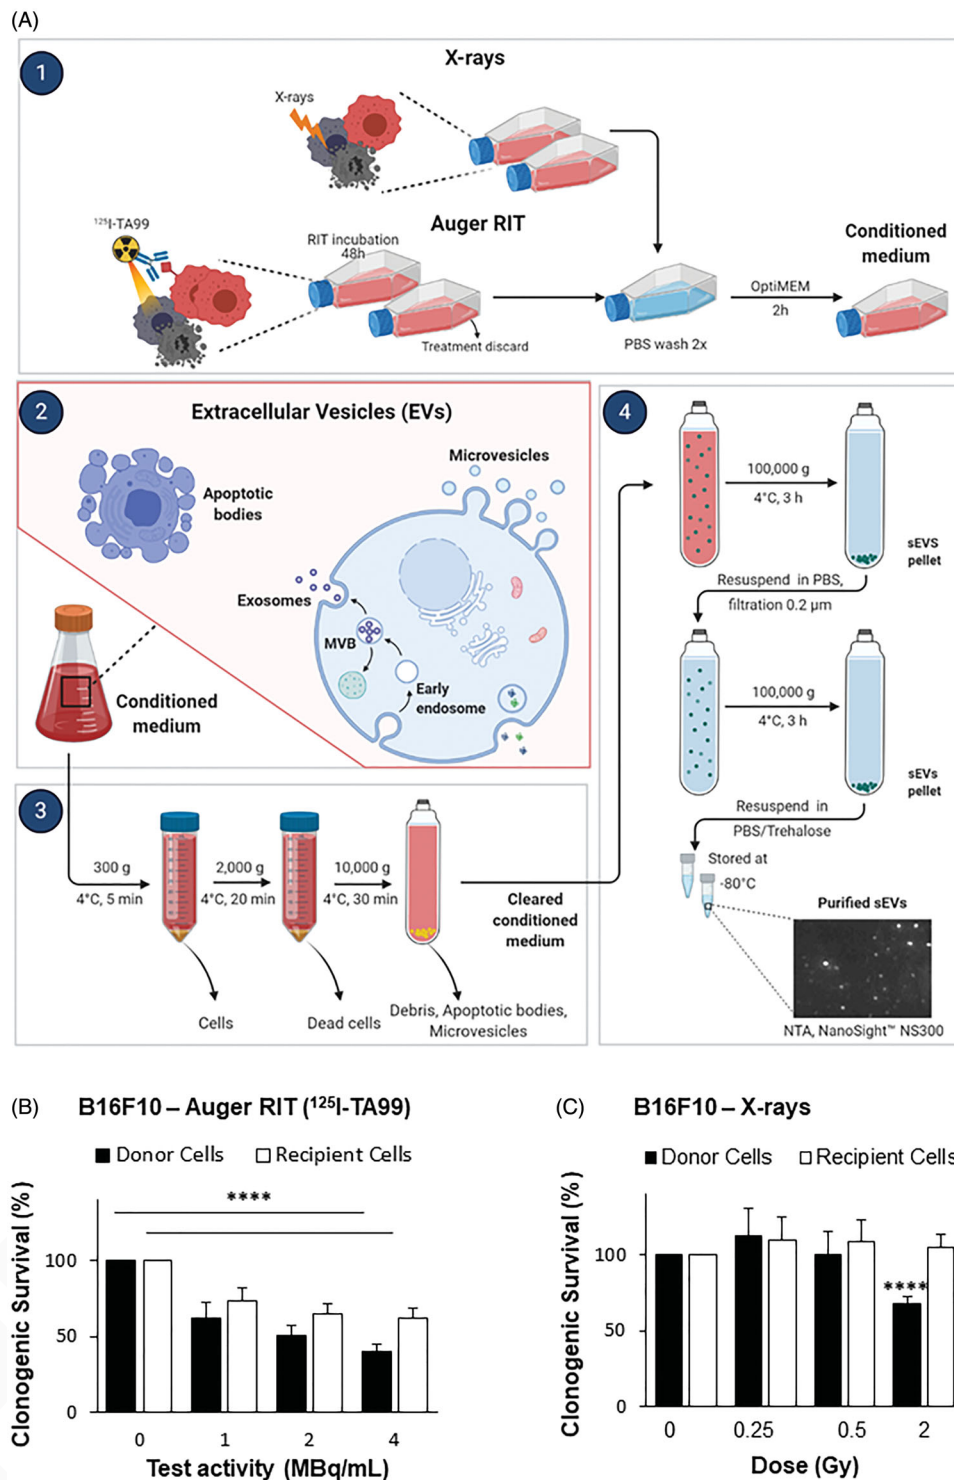 (A)
1
X-rays
X-rays
Auger RIT
¹²⁵I-TA99
RIT incubation
48h
Treatment discard
PBS wash 2x
OptiMEM
2h
Conditioned
medium
2
Extracellular Vesicles (EVs)
Apoptotic
bodies
Microvesicles
Exosomes
MVB
Early
endosome
Conditioned
medium
3
300 g
4°C, 5 min
2,000 g
4°C, 20 min
10,000 g
4°C, 30 min
Cleared
conditioned
medium
Cells
Dead cells
Debris, Apoptotic bodies,
Microvesicles
4
100,000 g
4°C, 3 h
sEVS
pellet
Resuspend in PBS,
filtration 0.2 µm
100,000 g
4°C, 3 h
sEVs
pellet
Resuspend in
PBS/Trehalose
Stored at
-80°C
Purified sEVs
NTA, NanoSight™ NS300
(B) B16F10 – Auger RIT (¹²⁵I-TA99)
Donor Cells Recipient Cells
****
Clonogenic Survival (%)
100
50
0
0 1 2 4
Test activity (MBq/mL)
(C) B16F10 – X-rays
Donor Cells Recipient Cells
****
Clonogenic Survival (%)
100
50
0
0 0.25 0.5 2
Dose (Gy)